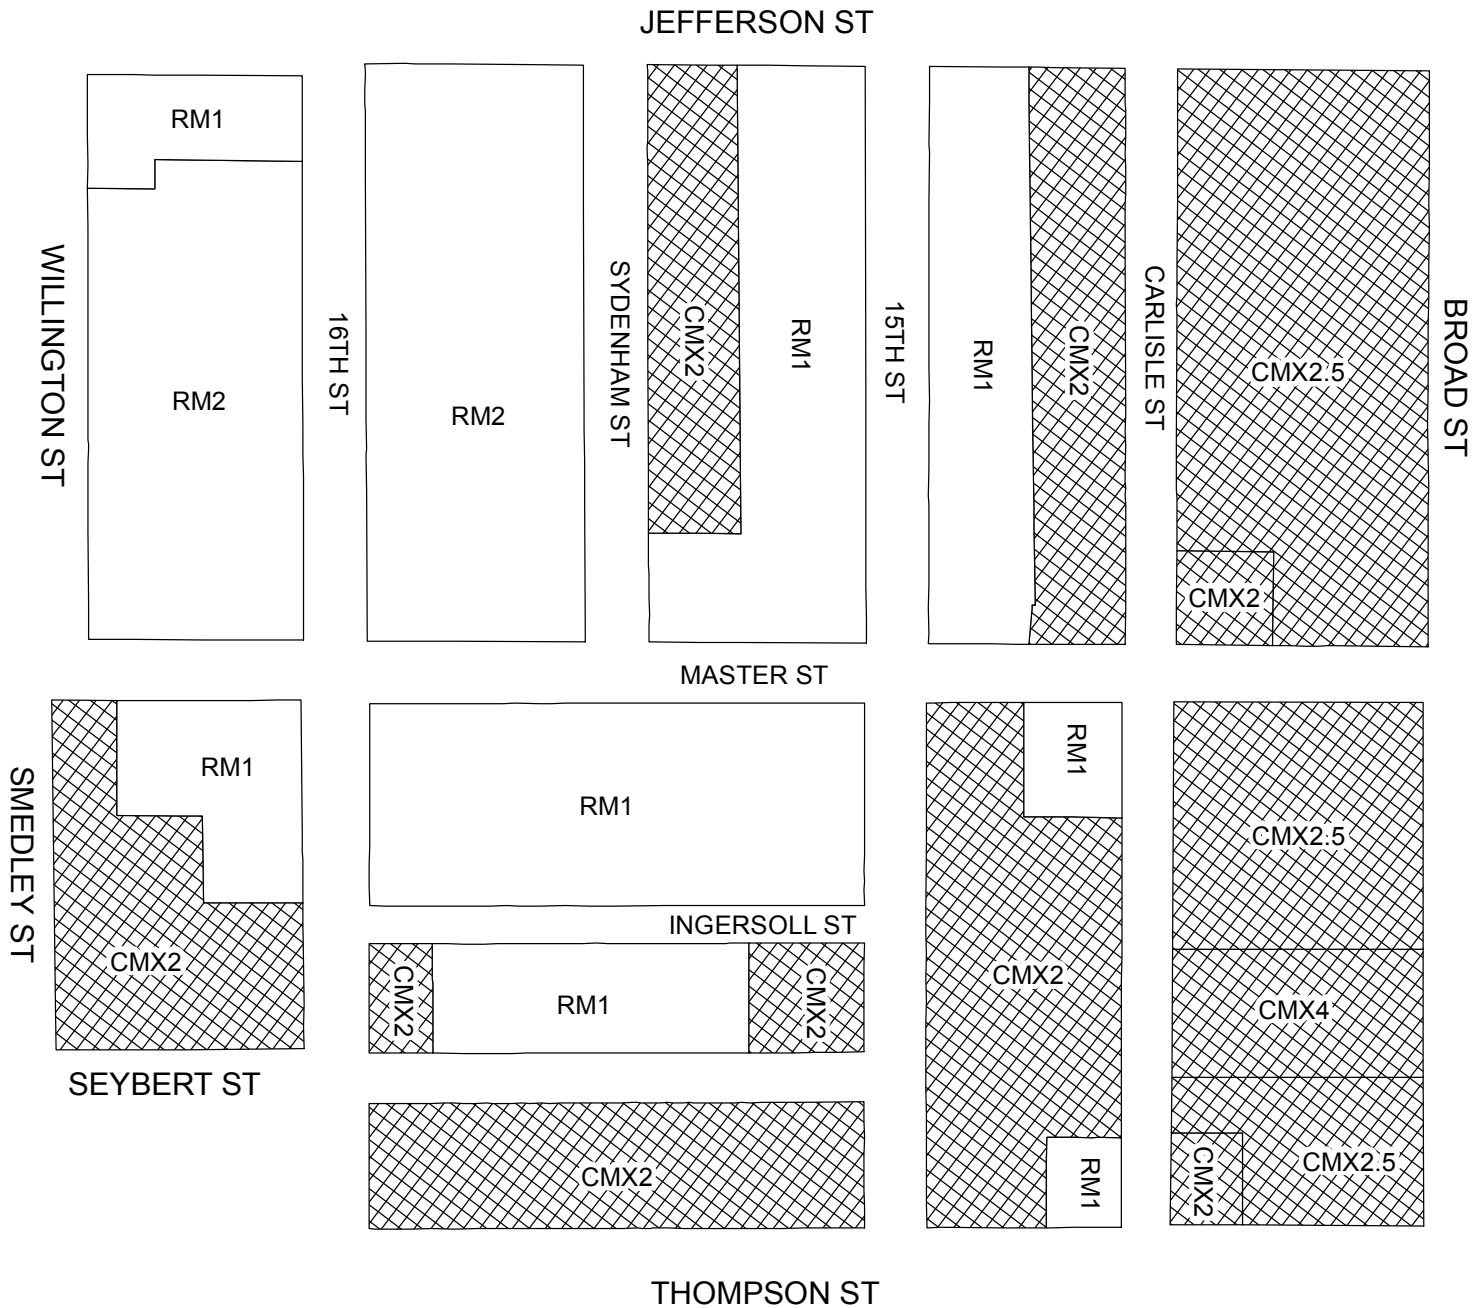 JEFFERSON ST
RM1
WILLINGTON ST
RM2
16TH ST
RM2
SYDENHAM ST
CMX2
RM1
15TH ST
RM1
CMX2
CARLISLE ST
CMX2.5
BROAD ST
CMX2
MASTER ST
SMEDLEY ST
RM1
CMX2
SEYBERT ST
RM1
INGERSOLL ST
CMX2
RM1
CMX2
CMX2
RM1
CMX2
RM1
CMX2.5
CMX4
CMX2
CMX2.5
THOMPSON ST